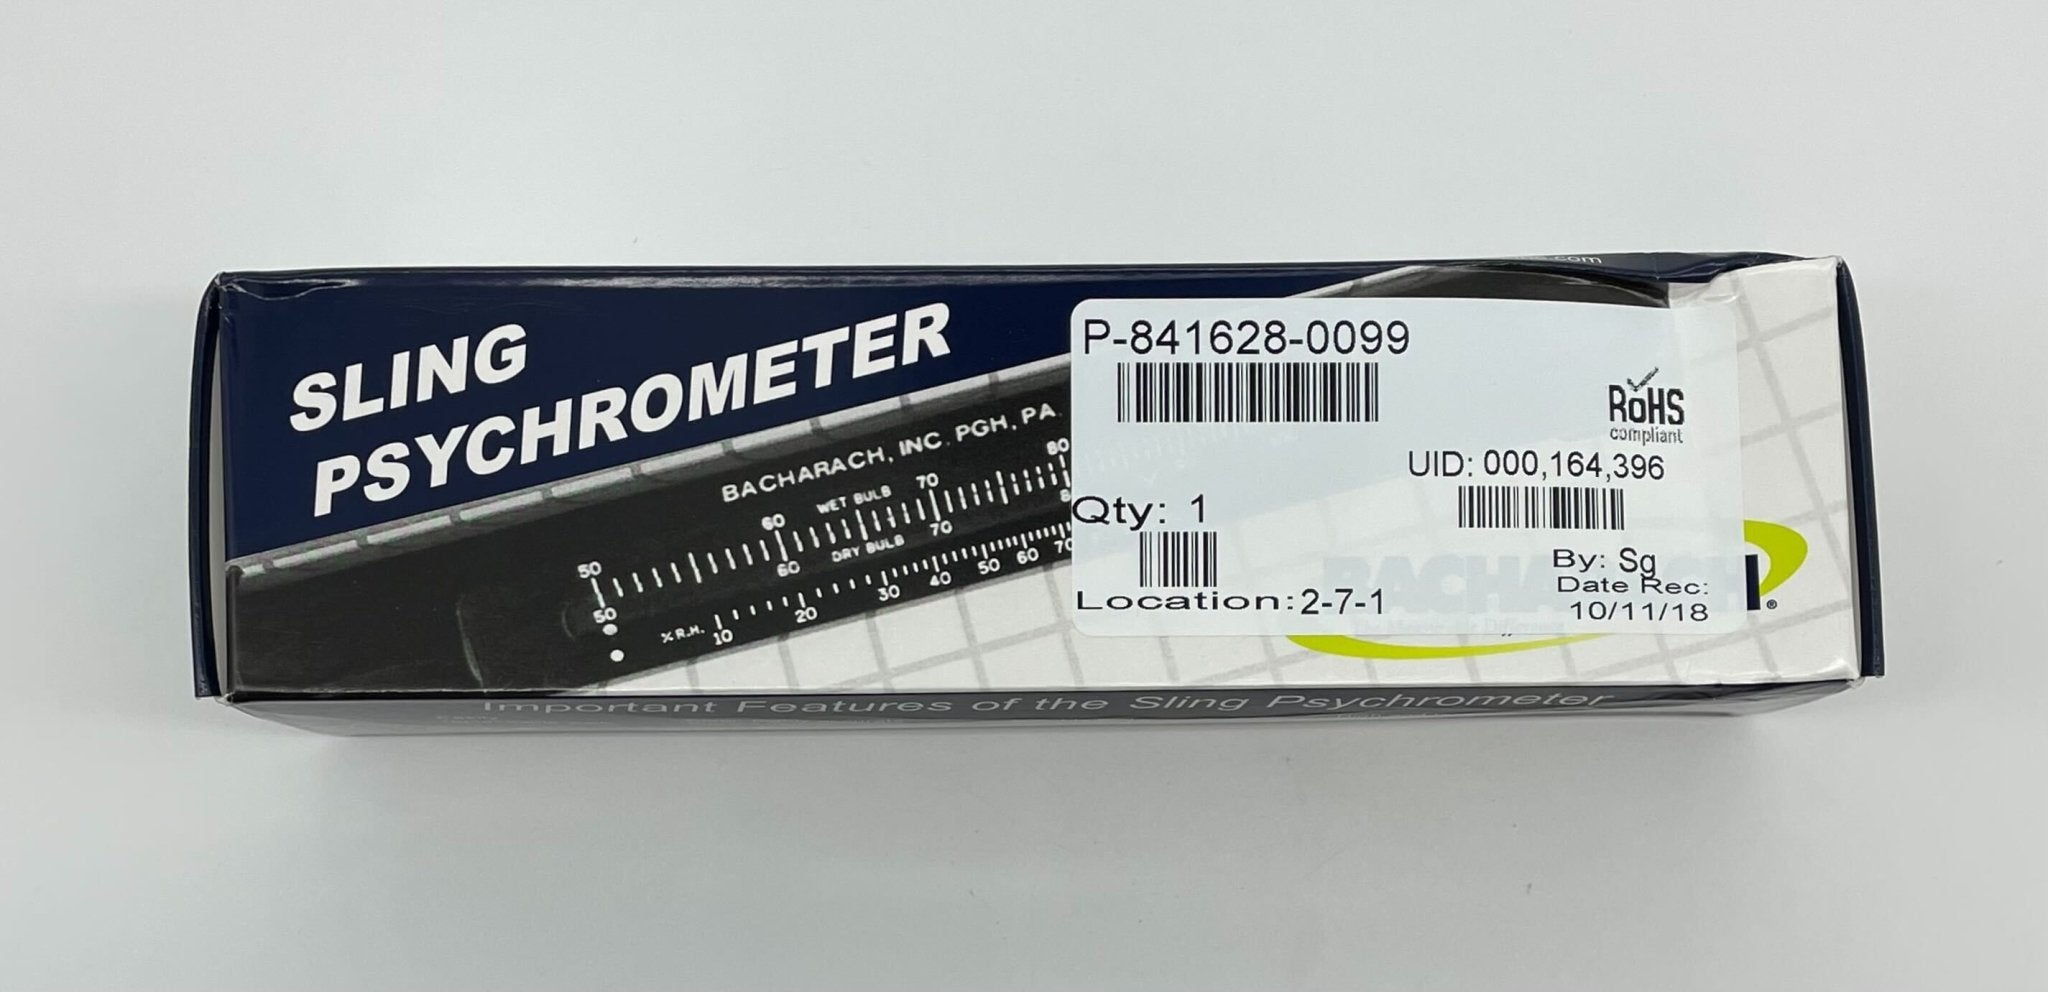 SLING
PSYCHROMETER
BACHARACH, INC. PGH, PA.
50 60 WET BULB 70 80
50 60 DRY BULB 70
% R.H. 10 20 30 40 50 60 70
P-841628-0099
RoHS
compliant
UID: 000,164,396
Qty: 1
By: Sg
Date Rec:
10/11/18
Location: 2-7-1
BACHARACH
®
Important Features of the Sling Psychrometer